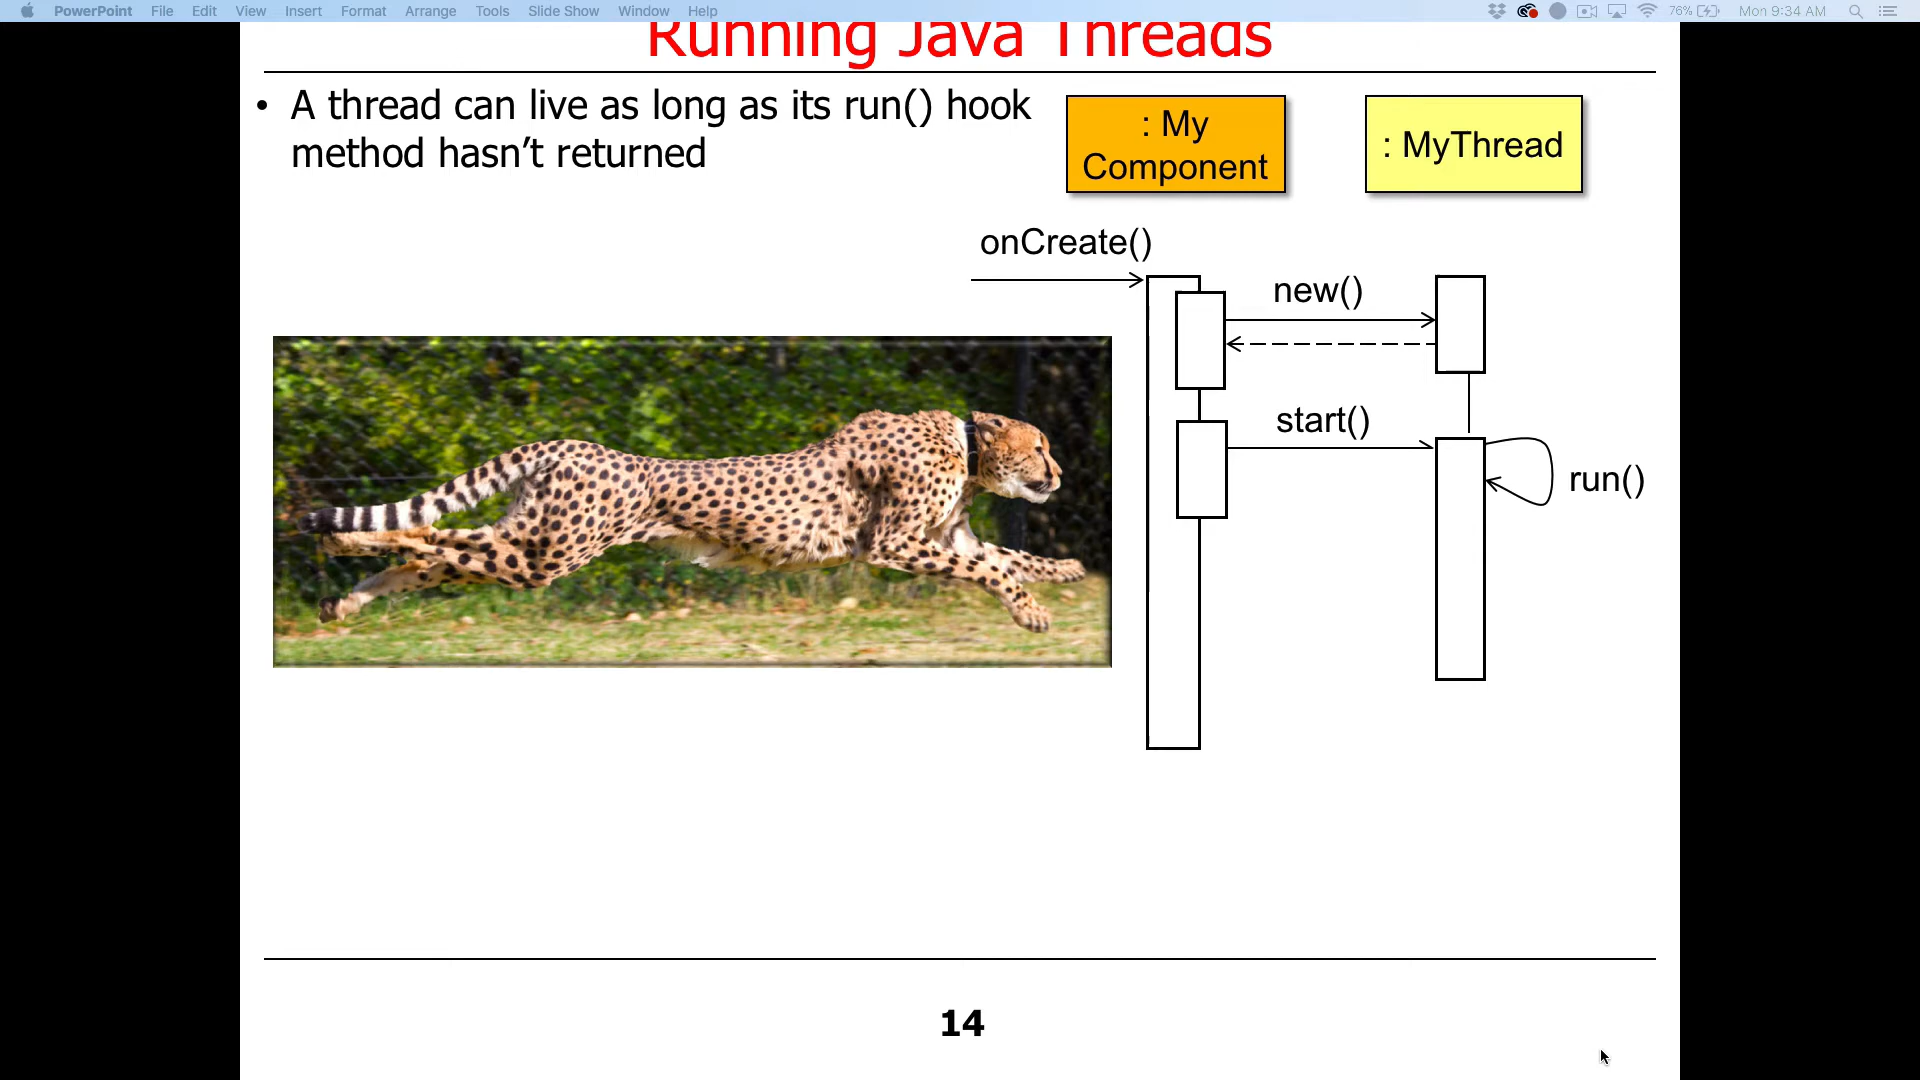 PowerPoint File Edit View Insert Format Arrange Tools Slide Show Window Help 76% Mon 9:34 AM
Running Java Threads
• A thread can live as long as its run() hook
method hasn’t returned
: My
Component
: MyThread
onCreate()
new()
start()
run()
14